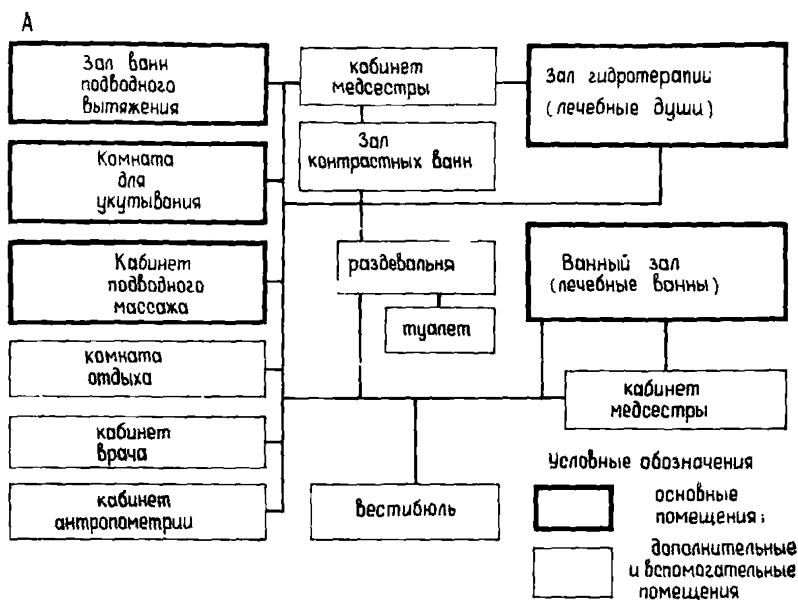 А
Зал ванн
подводного
вытяжения
кабинет
медсестры
Зал гидротерапии
(лечебные души)
Зал
контрастных ванн
Комната
для
укутывания
Кабинет
подводного
массажа
раздевальня
Ванный зал
(лечебные ванны)
туалет
комната
отдыха
кабинет
медсестры
кабинет
врача
кабинет
антропометрии
вестибюль
Условные обозначения
основные
помещения;
дополнительные
и вспомогательные
помещения